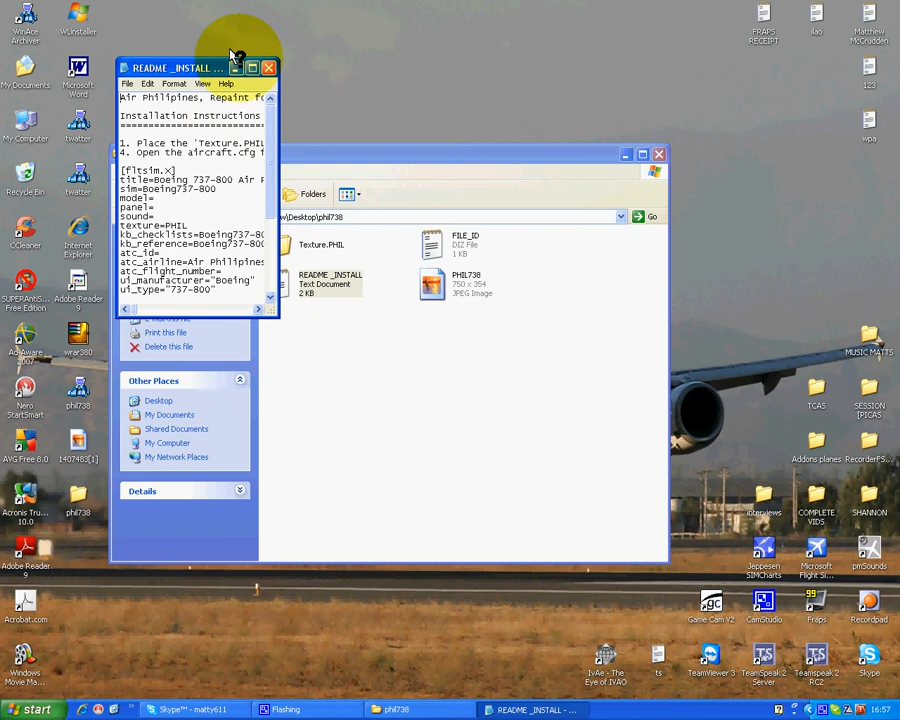 WinAce
Archiver
WLinstaller
FRAPS
RECEIPT
ilao
Matthew
McCrudden
My Documents
Microsoft
Word
123
My Computer
twatter
wpa
Recycle Bin
twatter
CCleaner
Internet
Explorer
SUPERAntiS...
Free Edition
Adobe Reader
9
Ad-Aware
2007
wrar380
MUSIC MATTS
Nero
StartSmart
phil738
TCAS
SESSION
[PICAS
AVG Free 8.0
1407483[1]
Addons planes
RecorderFS...
Acronis Tru...
10.0
phil738
interviews
COMPLETE
VIDS
SHANNON
Adobe Reader
9
Jeppesen
SIMCharts
Microsoft
Flight Si...
pmSounds
Acrobat.com
Game Cam V2
CamStudio
99
Fraps
Recordpad
Windows
Movie Ma...
IvAe - The
Eye of IVAO
ts
TeamViewer 3
TeamSpeak 2
Server
Teamspeak 2
RC2
Skype
README _INSTALL ...
File Edit Format View Help
Air Philipines, Repaint fo
Installation Instructions
==========================
1. Place the 'Texture.PHIL
4. Open the aircraft.cfg f
[fltsim.X]
title=Boeing 737-800 Air P
sim=Boeing737-800
model=
panel=
sound=
texture=PHIL
kb_checklists=Boeing737-80
kb_reference=Boeing737-800
atc_id=
atc_airline=Air Philipines
atc_flight_number=
ui_manufacturer="Boeing"
ui_type="737-800"
Folders
w\Desktop\phil738
Go
Texture.PHIL
FILE_ID
DIZ File
1 KB
README _INSTALL
Text Document
2 KB
PHIL738
750 x 354
JPEG Image
Print this file
Delete this file
Other Places
Desktop
My Documents
Shared Documents
My Computer
My Network Places
Details
start
Skype™ - matty611
Flashing
phil738
README _INSTALL - ...
16:57